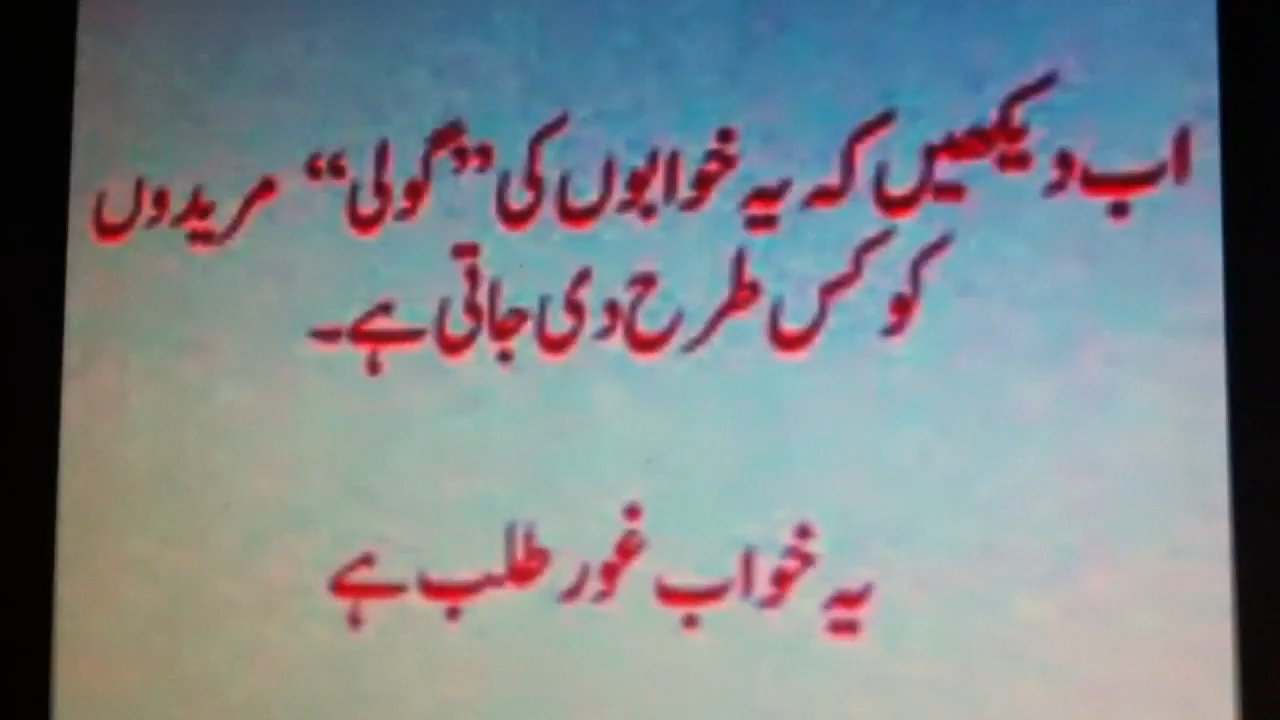 اب دیکھیں کہ یہ خوابوں کی ”گولی“ مریدوں
کو کس طرح دی جاتی ہے۔
یہ خواب غور طلب ہے